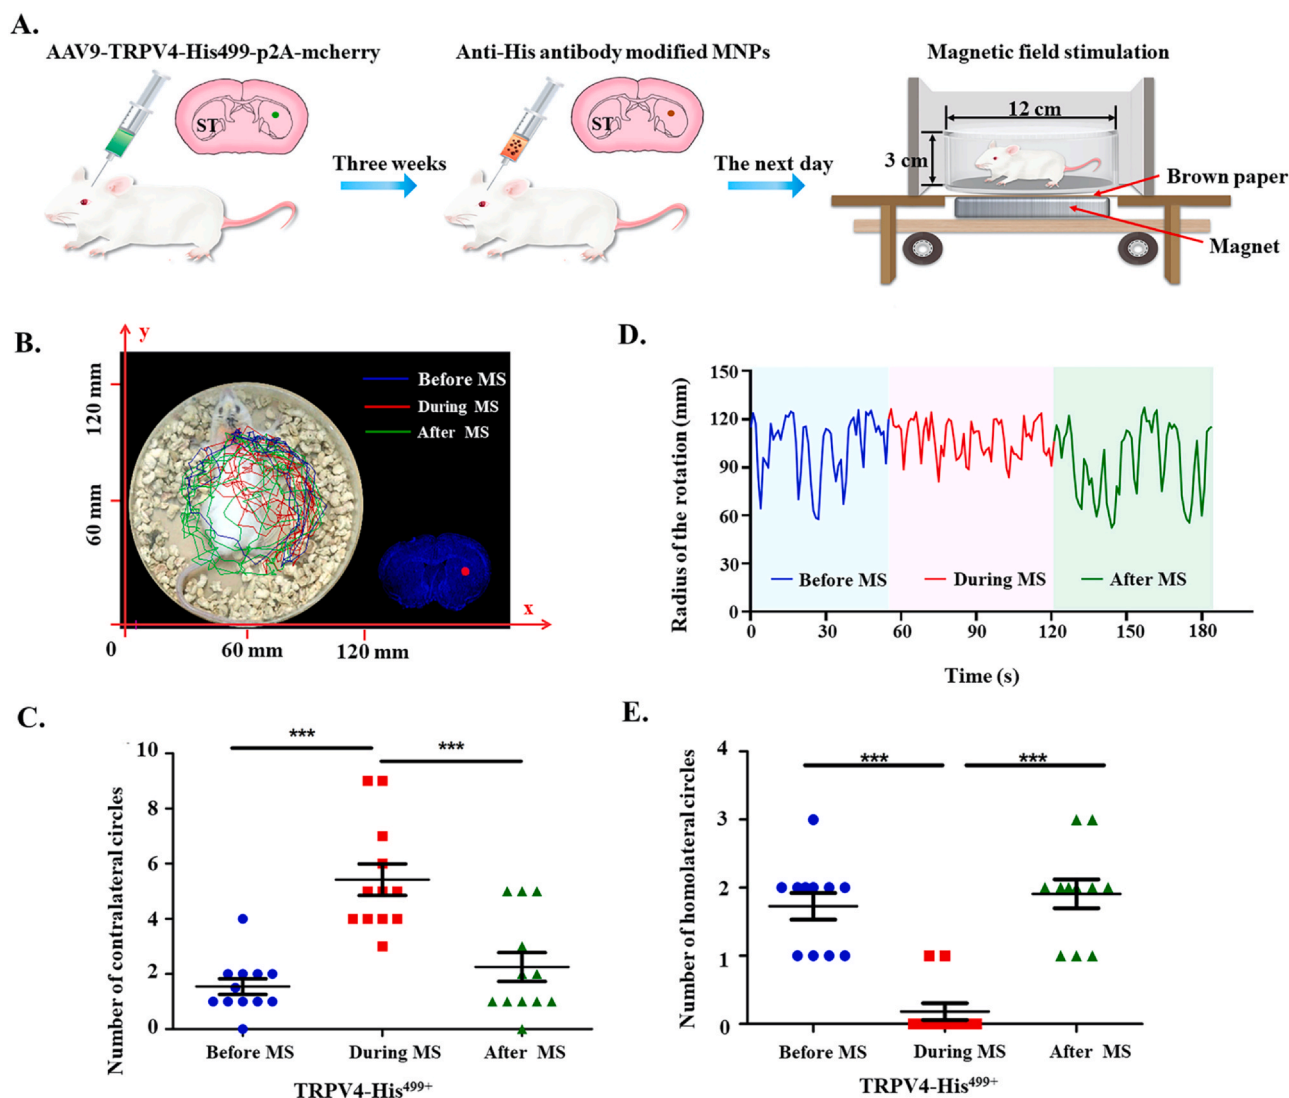 A.
AAV9-TRPV4-His499-p2A-mcherry
Anti-His antibody modified MNPs
Magnetic field stimulation
ST
Three weeks
ST
The next day
12 cm
3 cm
Brown paper
Magnet
B.
y
120 mm
60 mm
0
60 mm
120 mm
x
Before MS
During MS
After MS
D.
Radius of the rotation (mm)
150
120
90
60
30
0
0 30 60 90 120 150 180
Before MS
During MS
After MS
Time (s)
C.
Number of contralateral circles
10
8
6
4
2
0
***
***
Before MS
During MS
After MS
TRPV4-His⁴⁹⁹⁺
E.
Number of homolateral circles
4
3
2
1
0
***
***
Before MS
During MS
After MS
TRPV4-His⁴⁹⁹⁺